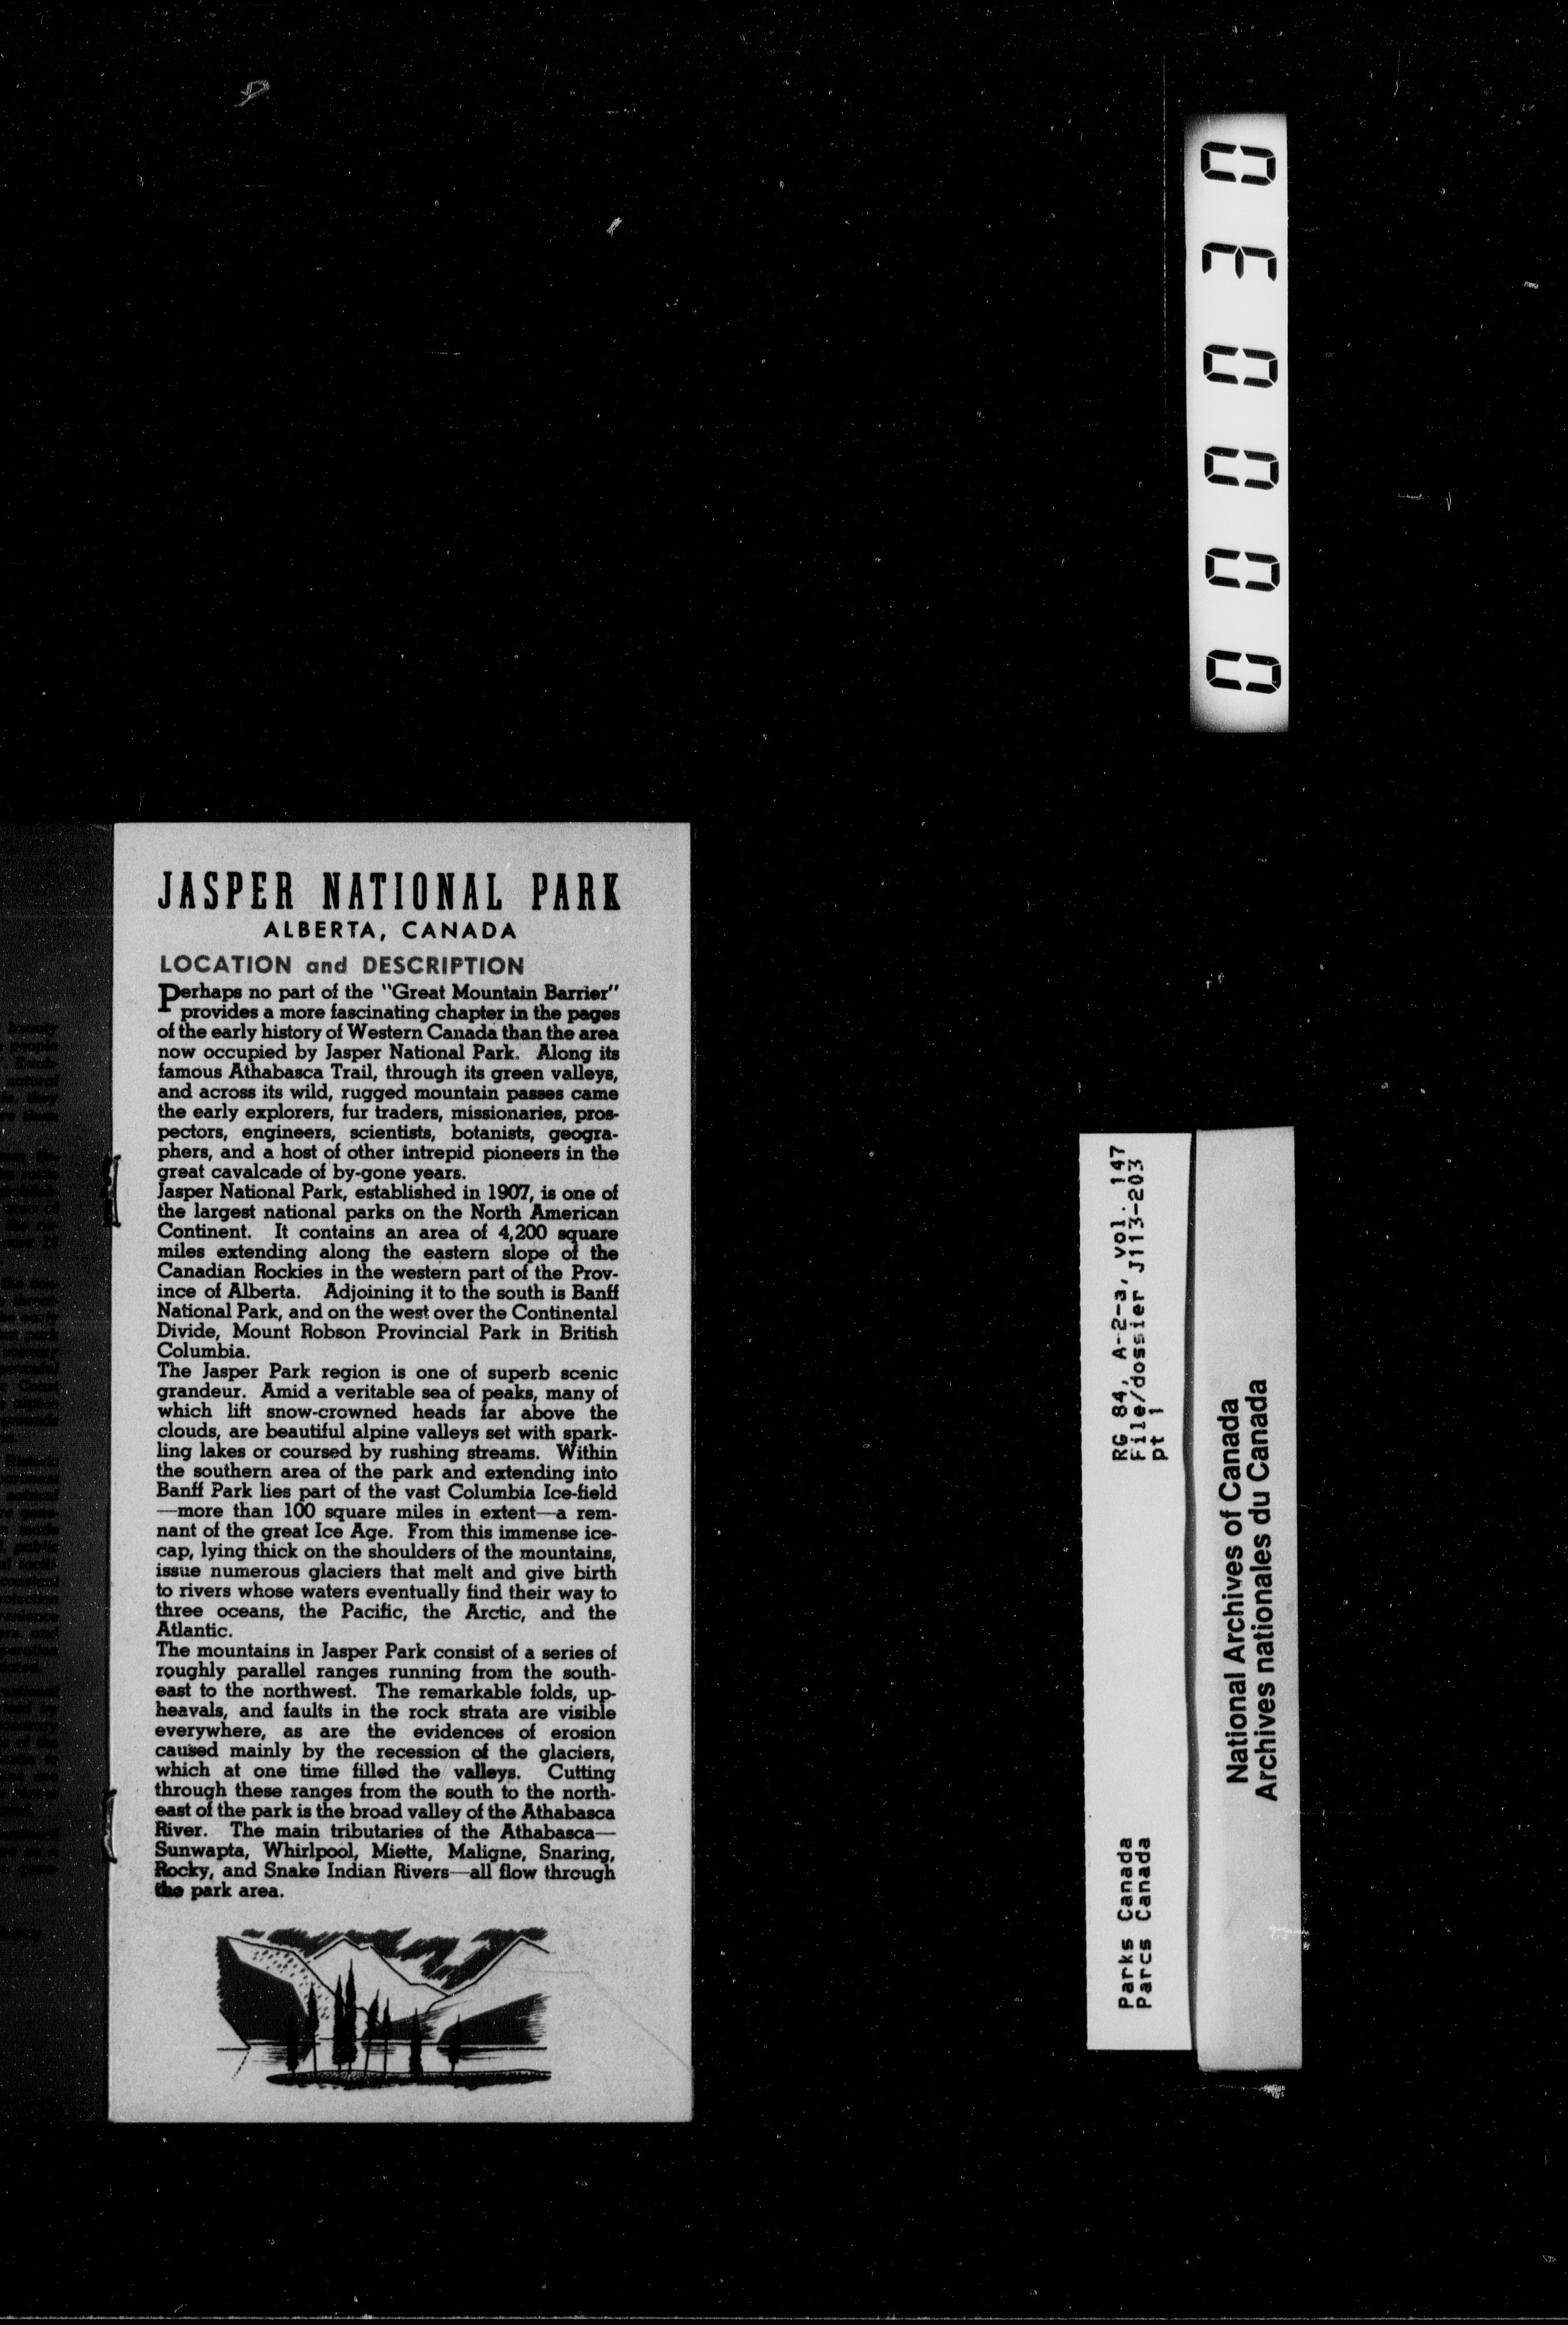 JASPER NATIONAL PARK
ALBERTA, CANADA
LOCATION and DESCRIPTION
Perhaps no part of the "Great Mountain Barrier"
provides a more fascinating chapter in the pages
of the early history of Western Canada than the area
now occupied by Jasper National Park. Along its
famous Athabasca Trail, through its green valleys,
and across its wild, rugged mountain passes came
the early explorers, fur traders, missionaries, pros-
pectors, engineers, scientists, botanists, geogra-
phers, and a host of other intrepid pioneers in the
great cavalcade of by-gone years.
Jasper National Park, established in 1907, is one of
the largest national parks on the North American
Continent. It contains an area of 4,200 square
miles extending along the eastern slope of the
Canadian Rockies in the western part of the Prov-
ince of Alberta. Adjoining it to the south is Banff
National Park, and on the west over the Continental
Divide, Mount Robson Provincial Park in British
Columbia.
The Jasper Park region is one of superb scenic
grandeur. Amid a veritable sea of peaks, many of
which lift snow-crowned heads far above the
clouds, are beautiful alpine valleys set with spark-
ling lakes or coursed by rushing streams. Within
the southern area of the park and extending into
Banff Park lies part of the vast Columbia Ice-field
—more than 100 square miles in extent—a rem-
nant of the great Ice Age. From this immense ice-
cap, lying thick on the shoulders of the mountains,
issue numerous glaciers that melt and give birth
to rivers whose waters eventually find their way to
three oceans, the Pacific, the Arctic, and the
Atlantic.
The mountains in Jasper Park consist of a series of
roughly parallel ranges running from the south-
east to the northwest. The remarkable folds, up-
heavals, and faults in the rock strata are visible
everywhere, as are the evidences of erosion
caused mainly by the recession of the glaciers,
which at one time filled the valleys. Cutting
through these ranges from the south to the north-
east of the park is the broad valley of the Athabasca
River. The main tributaries of the Athabasca—
Sunwapta, Whirlpool, Miette, Maligne, Snaring,
Rocky, and Snake Indian Rivers—all flow through
the park area.
000030
Parks Canada
Parcs Canada
RG 84, A-2-a, vol. 147
File/dossier J113-203
pt 1
National Archives of Canada
Archives nationales du Canada